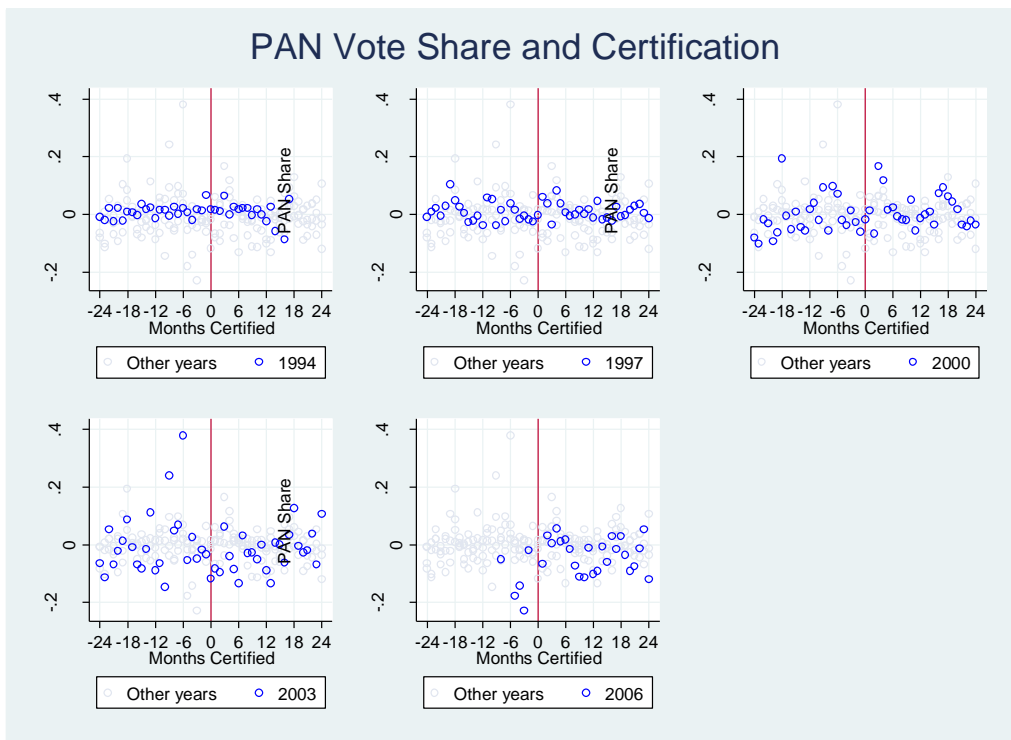 PAN Vote Share and Certification
.4
.2
0
-.2
PAN Share
-24 -18 -12 -6 0 6 12 18 24
Months Certified
Other years 1994
.4
.2
0
-.2
PAN Share
-24 -18 -12 -6 0 6 12 18 24
Months Certified
Other years 1997
.4
.2
0
-.2
-24 -18 -12 -6 0 6 12 18 24
Months Certified
Other years 2000
.4
.2
0
-.2
PAN Share
-24 -18 -12 -6 0 6 12 18 24
Months Certified
Other years 2003
.4
.2
0
-.2
-24 -18 -12 -6 0 6 12 18 24
Months Certified
Other years 2006